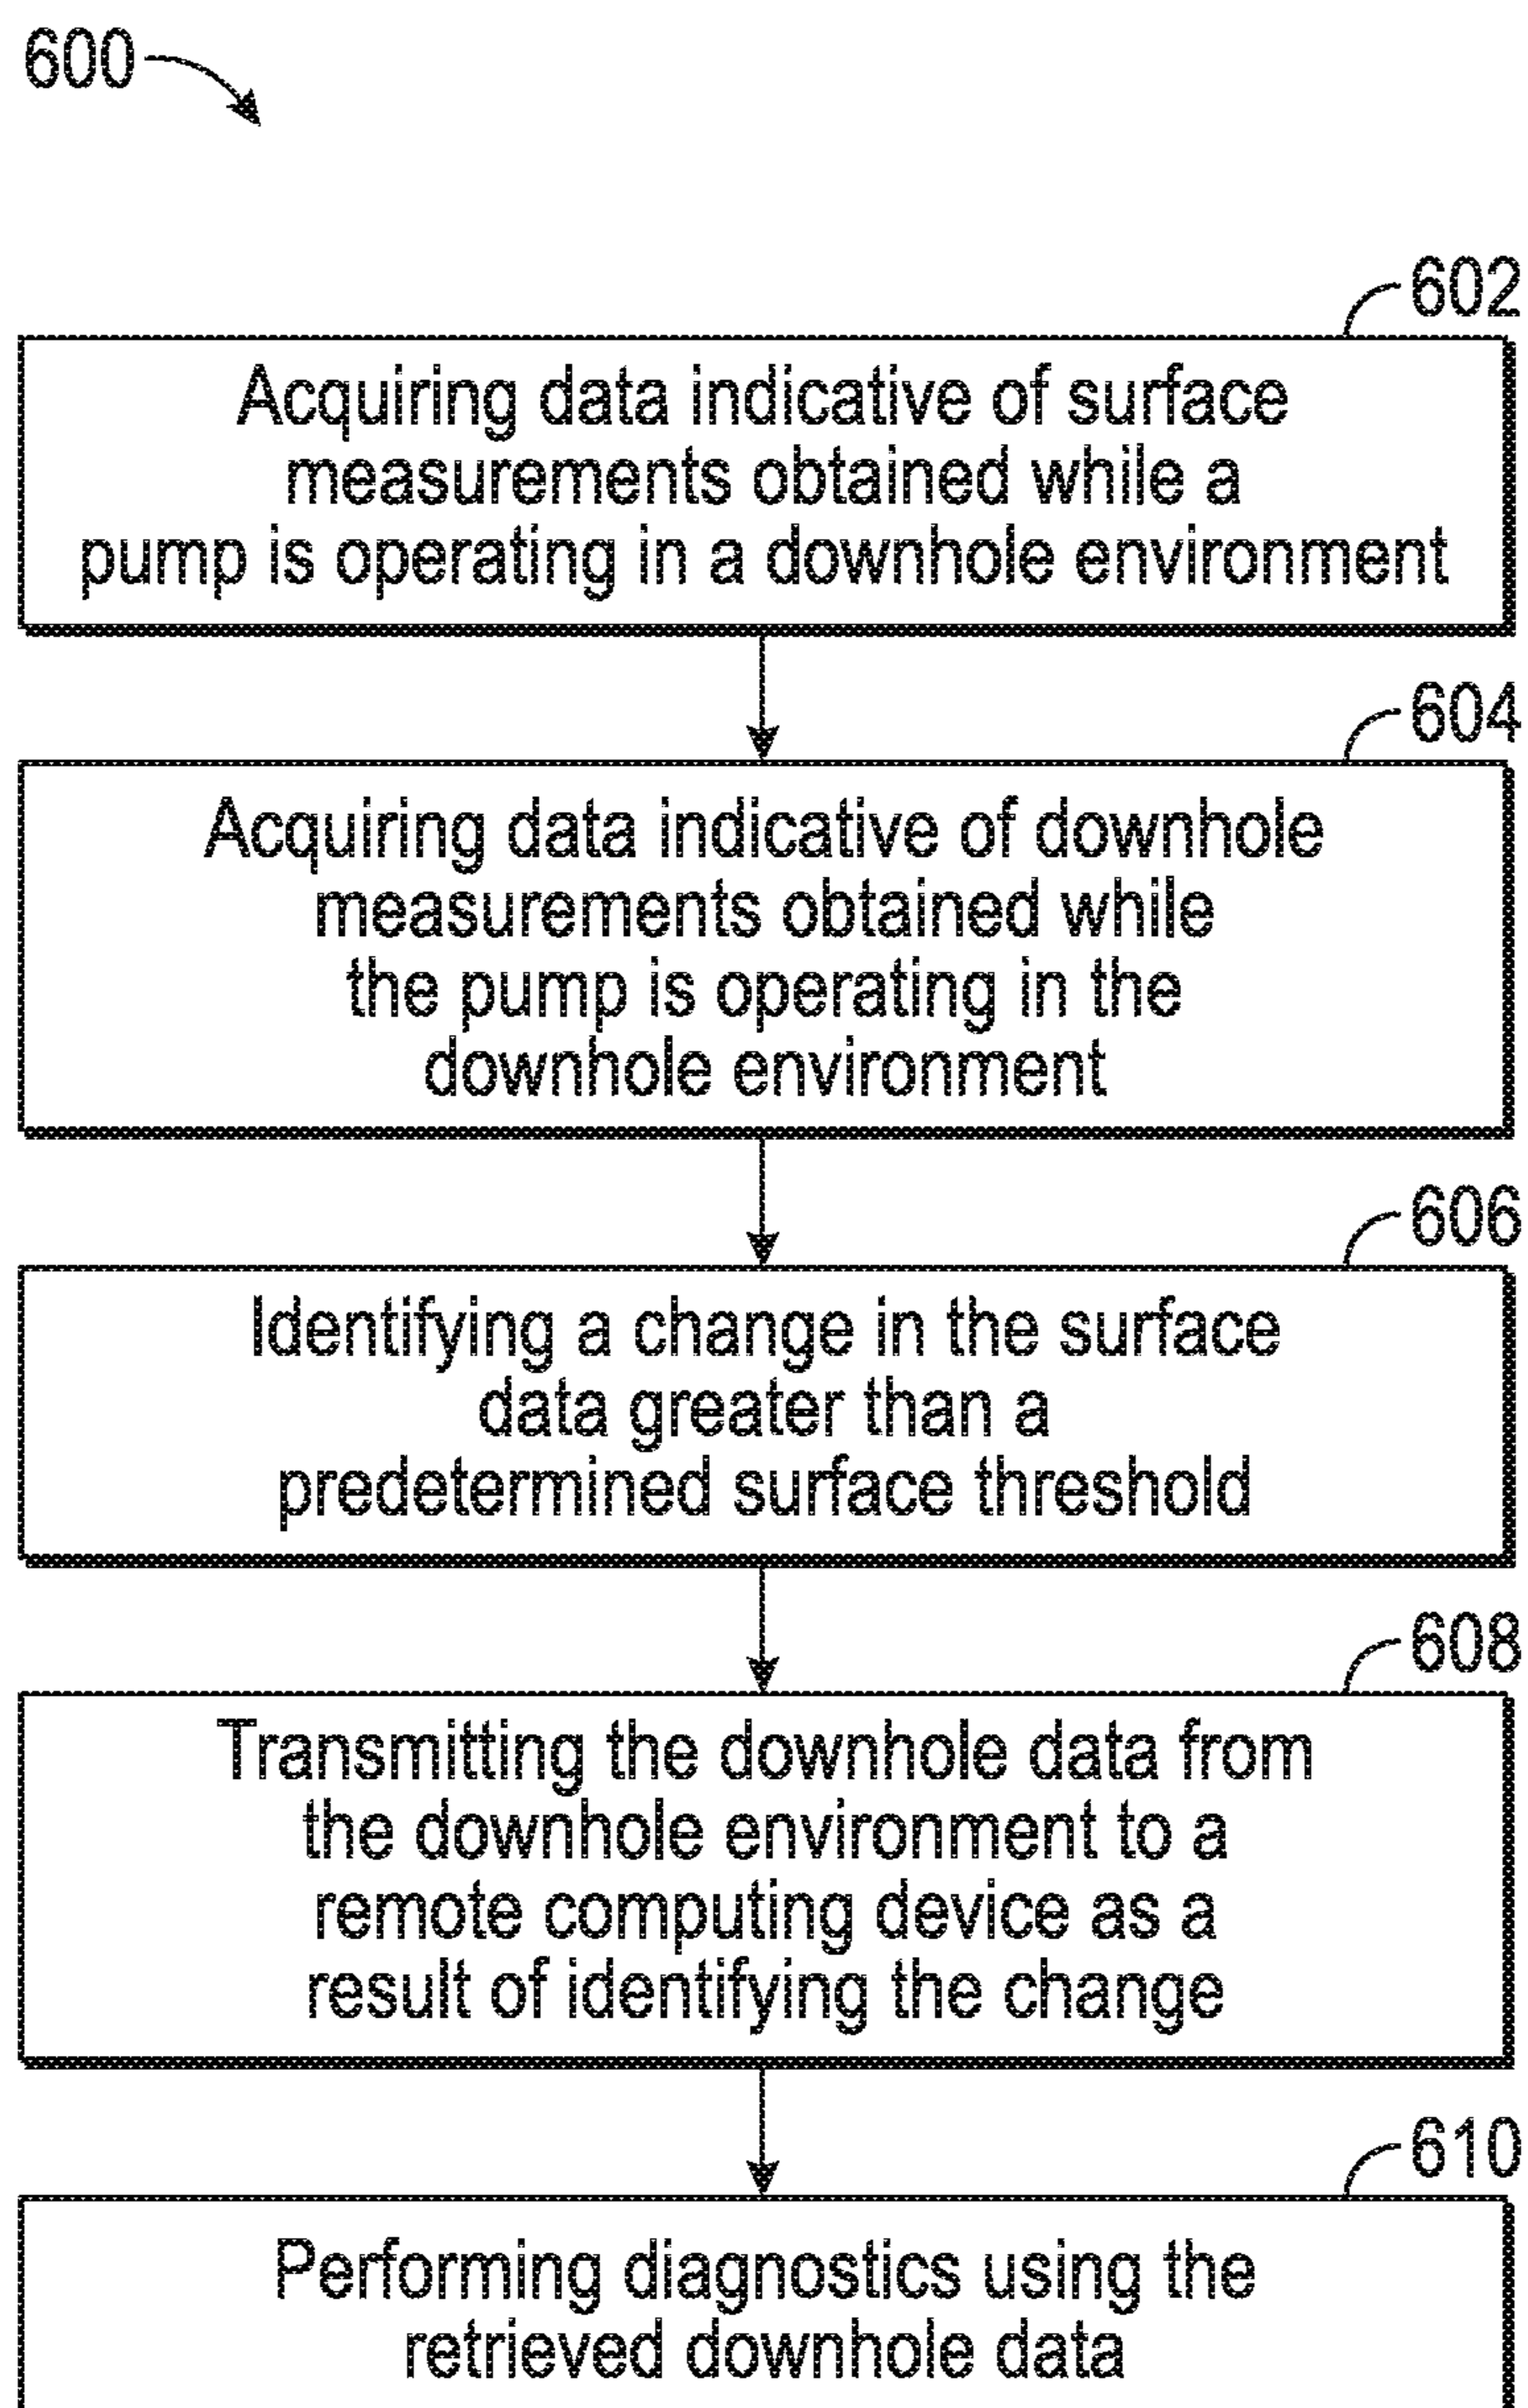 600
602
Acquiring data indicative of surface
measurements obtained while a
pump is operating in a downhole environment
604
Acquiring data indicative of downhole
measurements obtained while
the pump is operating in the
downhole environment
606
Identifying a change in the surface
data greater than a
predetermined surface threshold
608
Transmitting the downhole data from
the downhole environment to a
remote computing device as a
result of identifying the change
610
Performing diagnostics using the
retrieved downhole data